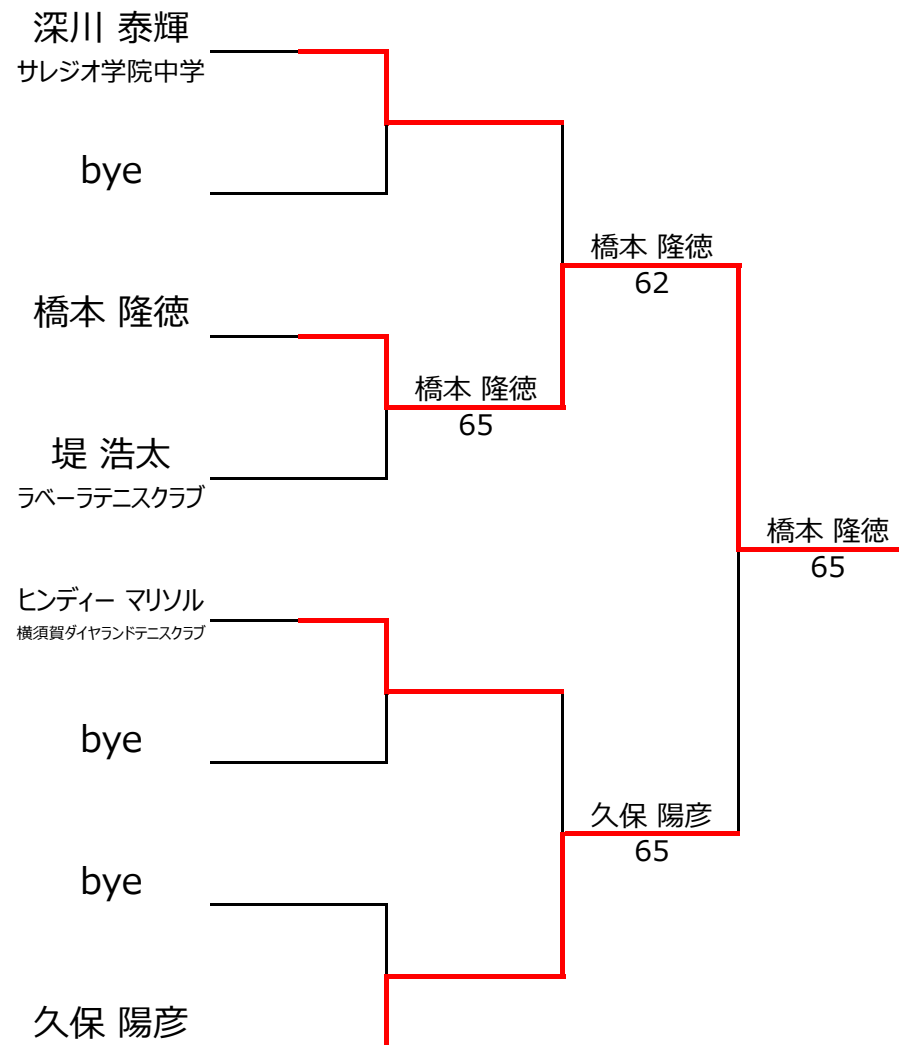 深川 泰輝
サレジオ学院中学
bye
橋本 隆徳
62
橋本 隆徳
橋本 隆徳
65
堤 浩太
ラベーラテニスクラブ
橋本 隆徳
65
ヒンディー マリソル
横須賀ダイヤランドテニスクラブ
bye
久保 陽彦
65
bye
久保 陽彦